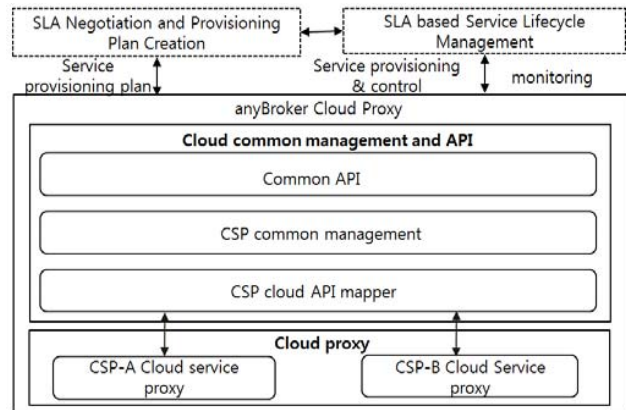 SLA Negotiation and Provisioning
Plan Creation
SLA based Service Lifecycle
Management
Service
provisioning plan
Service provisioning
& control
monitoring
anyBroker Cloud Proxy
Cloud common management and API
Common API
CSP common management
CSP cloud API mapper
Cloud proxy
CSP-A Cloud service
proxy
CSP-B Cloud Service
proxy